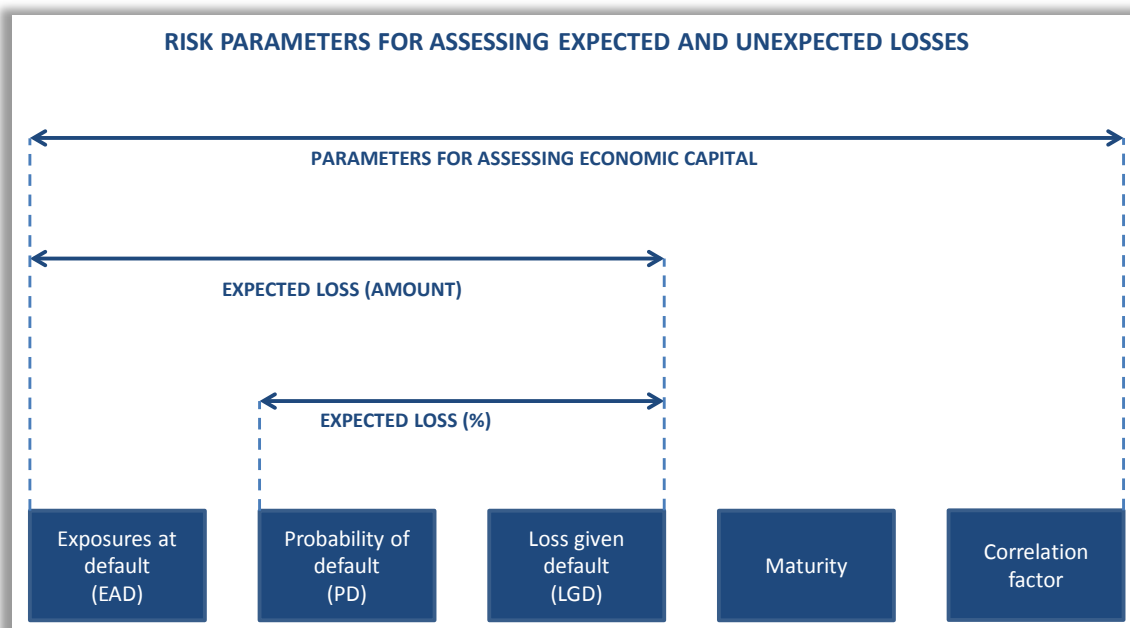 RISK PARAMETERS FOR ASSESSING EXPECTED AND UNEXPECTED LOSSES
PARAMETERS FOR ASSESSING ECONOMIC CAPITAL
EXPECTED LOSS (AMOUNT)
EXPECTED LOSS (%)
Exposures at
default
(EAD)
Probability of
default
(PD)
Loss given
default
(LGD)
Maturity
Correlation
factor